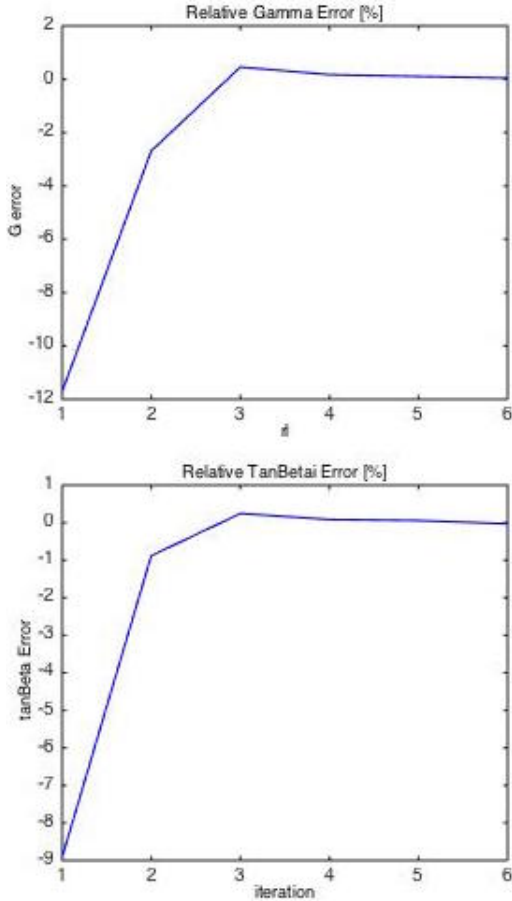 Relative Gamma Error [%]
2
0
-2
-4
-6
-8
-10
-12
G error
1 2 3 4 5 6
Relative TanBetai Error [%]
1
0
-1
-2
-3
-4
-5
-6
-7
-8
-9
tanBeta Error
1 2 3 4 5 6
iteration